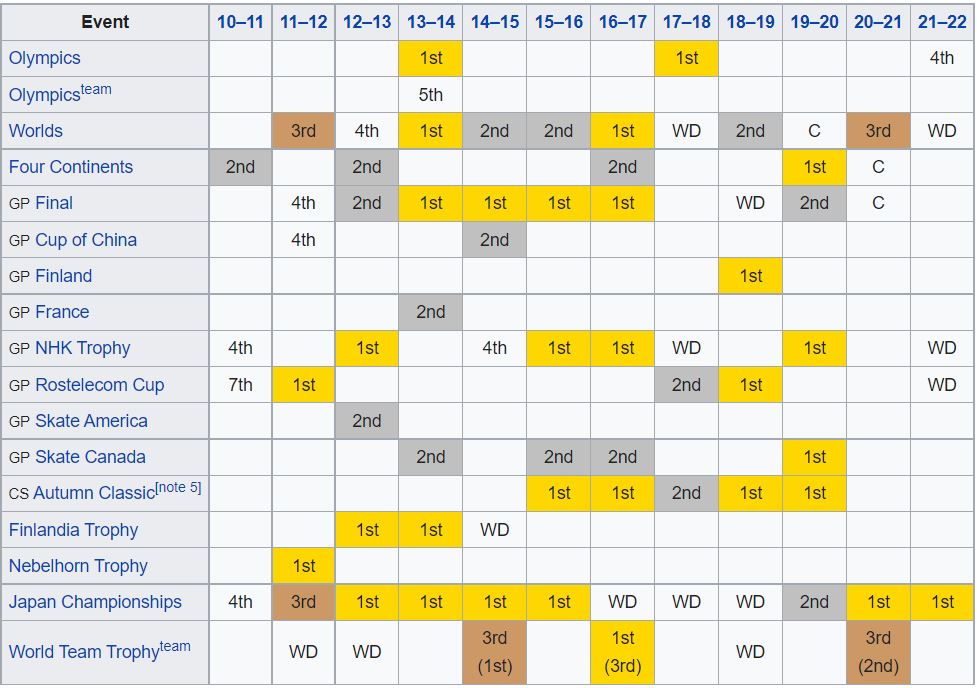 Event 10–11 11–12 12–13 13–14 14–15 15–16 16–17 17–18 18–19 19–20 20–21 21–22
Olympics 1st 1st 4th
Olympicsteam 5th
Worlds 3rd 4th 1st 2nd 2nd 1st WD 2nd C 3rd WD
Four Continents 2nd 2nd 2nd 1st C
GP Final 4th 2nd 1st 1st 1st 1st WD 2nd C
GP Cup of China 4th 2nd
GP Finland 1st
GP France 2nd
GP NHK Trophy 4th 1st 4th 1st 1st WD 1st WD
GP Rostelecom Cup 7th 1st 2nd 1st WD
GP Skate America 2nd
GP Skate Canada 2nd 2nd 2nd 1st
CS Autumn Classic[note 5] 1st 1st 2nd 1st 1st
Finlandia Trophy 1st 1st WD
Nebelhorn Trophy 1st
Japan Championships 4th 3rd 1st 1st 1st 1st WD WD WD 2nd 1st 1st
World Team Trophyteam WD WD 3rd (1st) 1st (3rd) WD 3rd (2nd)